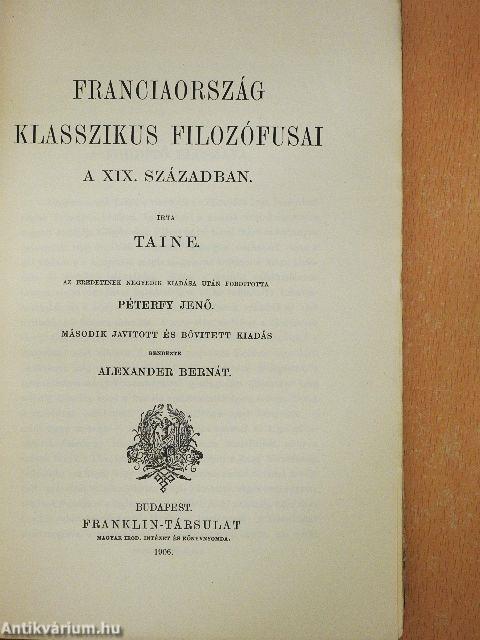 FRANCIAORSZÁG
KLASSZIKUS FILOZÓFUSAI
A XIX. SZÁZADBAN.
IRTA
TAINE.
AZ EREDETINEK NEGYEDIK KIADÁSA UTÁN FORDITOTTA
PÉTERFY JENŐ.
MÁSODIK JAVITOTT ÉS BŐVITETT KIADÁS
RENDEZTE
ALEXANDER BERNÁT.
BUDAPEST.
FRANKLIN-TÁRSULAT
MAGYAR IROD. INTÉZET ÉS KÖNYVNYOMDA.
1906.
Antikvárium.hu